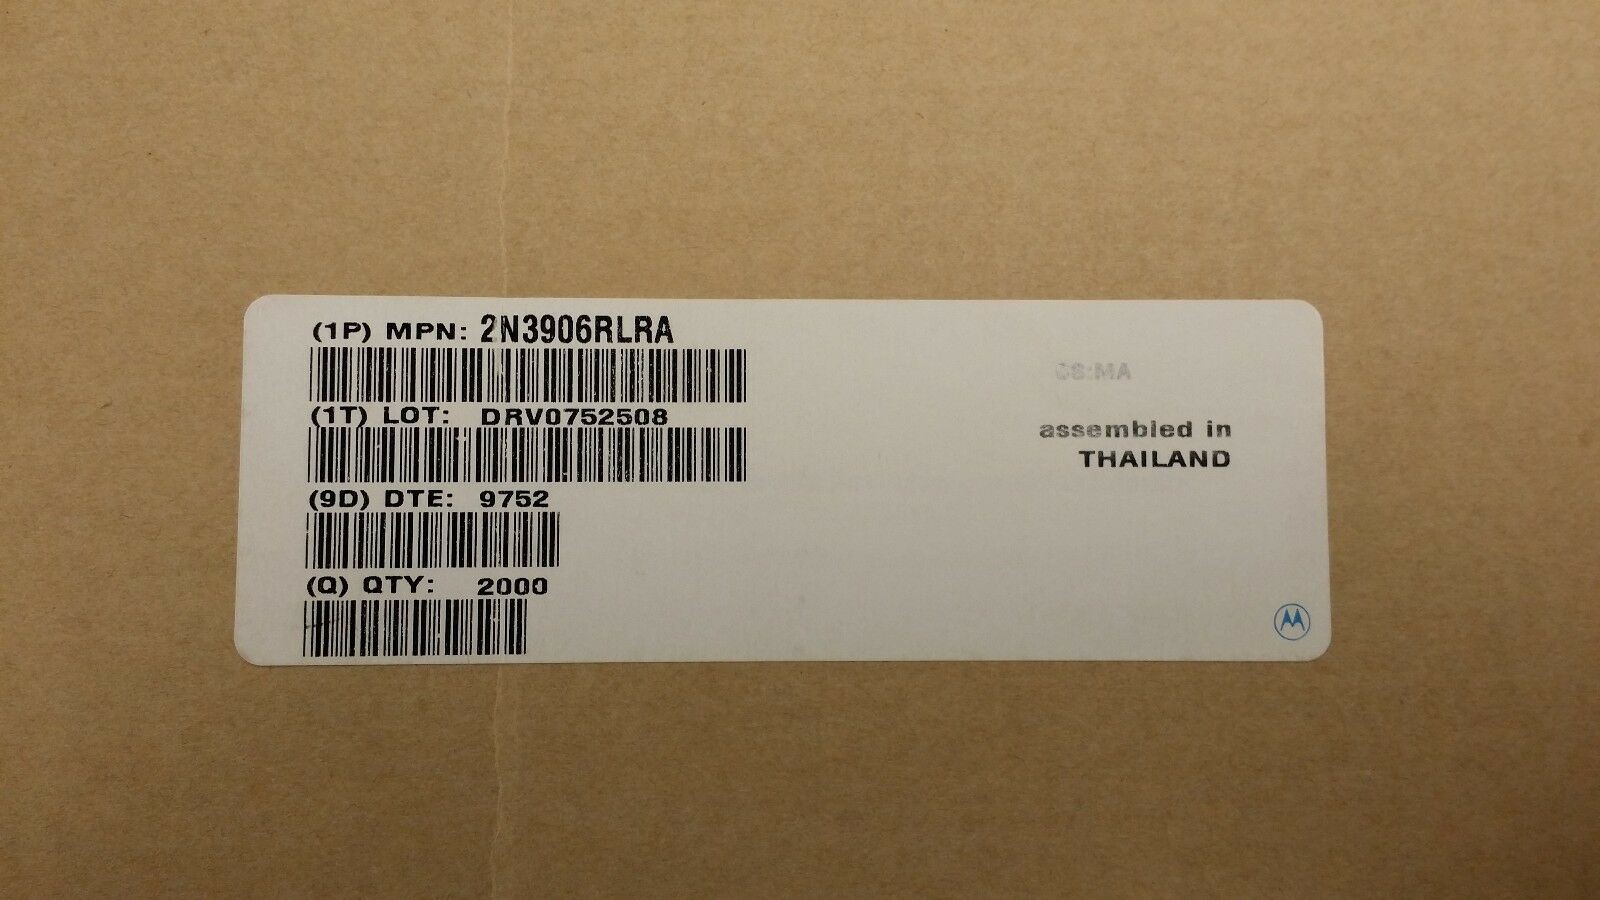 (1P) MPN: 2N3906RLRA
(1T) LOT: DRV0752508
(9D) DTE: 9752
(Q) QTY: 2000
CS:MA
assembled in
THAILAND